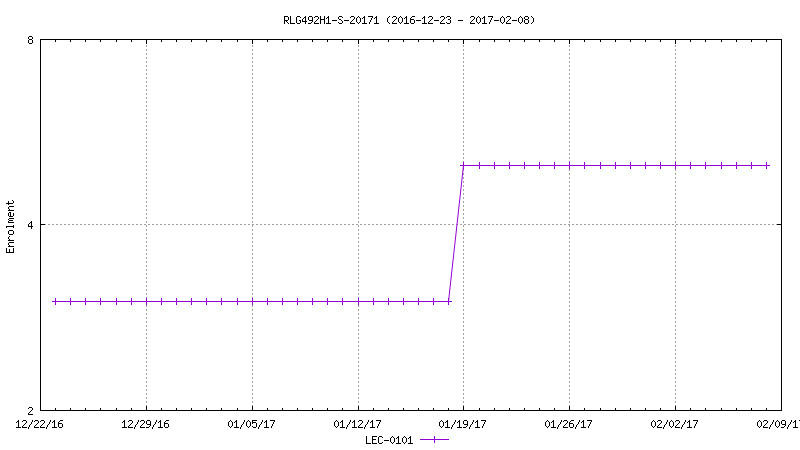 RLG492H1-S-20171 (2016-12-23 - 2017-02-08)
8
Enrolment
4
2
12/22/16 12/29/16 01/05/17 01/12/17 01/19/17 01/26/17 02/02/17 02/09/1
LEC-0101